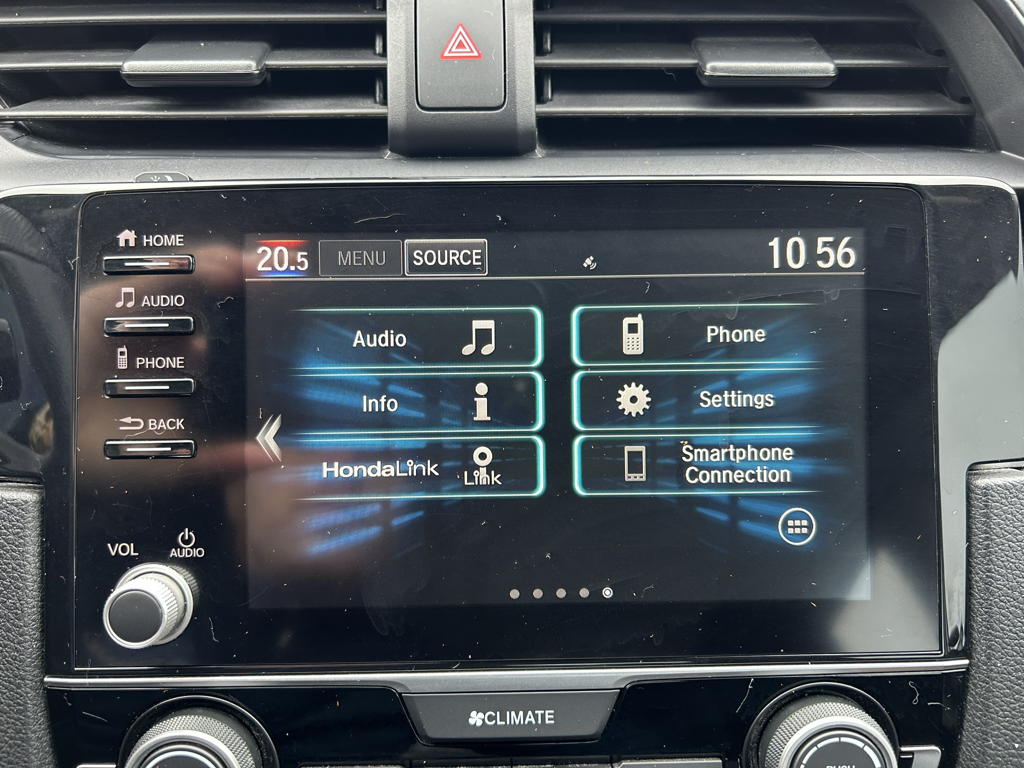 HOME
AUDIO
PHONE
BACK
VOL
AUDIO
20.5 MENU SOURCE 10 56
Audio
Phone
Info
Settings
HondaLink
Link
Smartphone
Connection
CLIMATE
PUSH